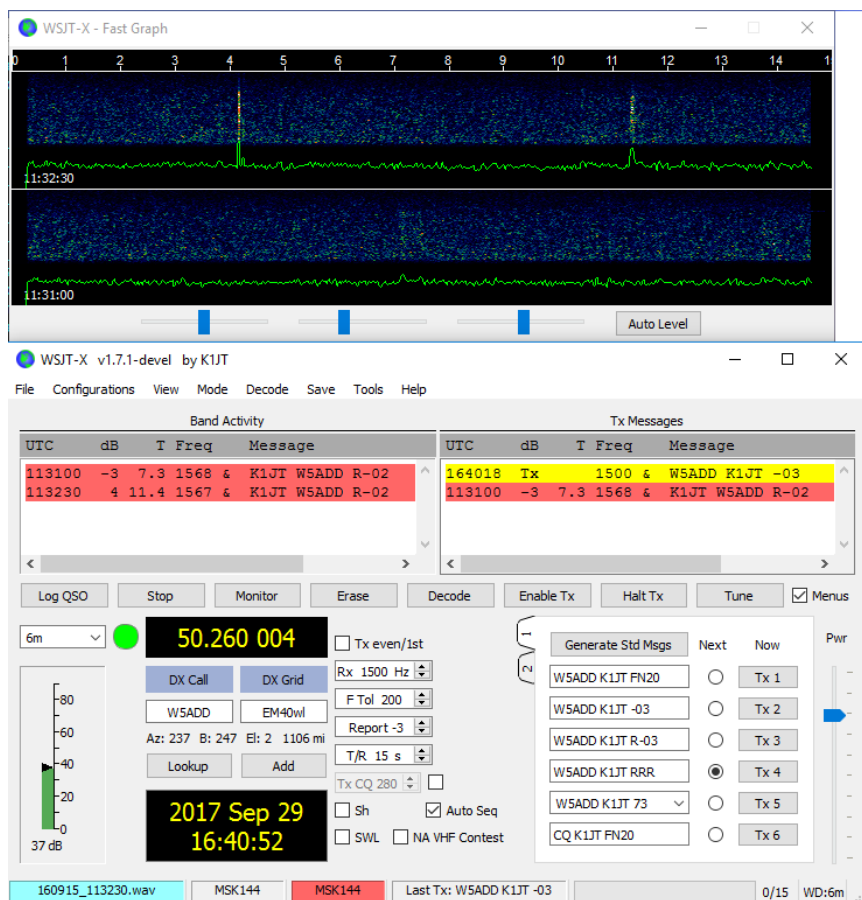 WSJT-X - Fast Graph
0 1 2 3 4 5 6 7 8 9 10 11 12 13 14
11:32:30
11:31:00
Auto Level
WSJT-X v1.7.1-devel by K1JT
File Configurations View Mode Decode Save Tools Help
Band Activity
UTC dB T Freq Message
113100 -3 7.3 1568 & K1JT W5ADD R-02
113230 4 11.4 1567 & K1JT W5ADD R-02
Tx Messages
UTC dB T Freq Message
164018 Tx 1500 & W5ADD K1JT -03
113100 -3 7.3 1568 & K1JT W5ADD R-02
Log QSO Stop Monitor Erase Decode Enable Tx Halt Tx Tune Menus
6m
50.260 004
DX Call DX Grid
W5ADD EM40wl
Az: 237 B: 247 El: 2 1106 mi
Lookup Add
2017 Sep 29
16:40:52
80
60
40
20
0
37 dB
Tx even/1st
Rx 1500 Hz
F Tol 200
Report -3
T/R 15 s
Tx CQ 280
Sh Auto Seq
SWL NA VHF Contest
1
2
Generate Std Msgs Next Now
W5ADD K1JT FN20 Tx 1
W5ADD K1JT -03 Tx 2
W5ADD K1JT R-03 Tx 3
W5ADD K1JT RRR Tx 4
W5ADD K1JT 73 Tx 5
CQ K1JT FN20 Tx 6
Pwr
160915_113230.wav MSK144 MSK144 Last Tx: W5ADD K1JT -03 0/15 WD:6m